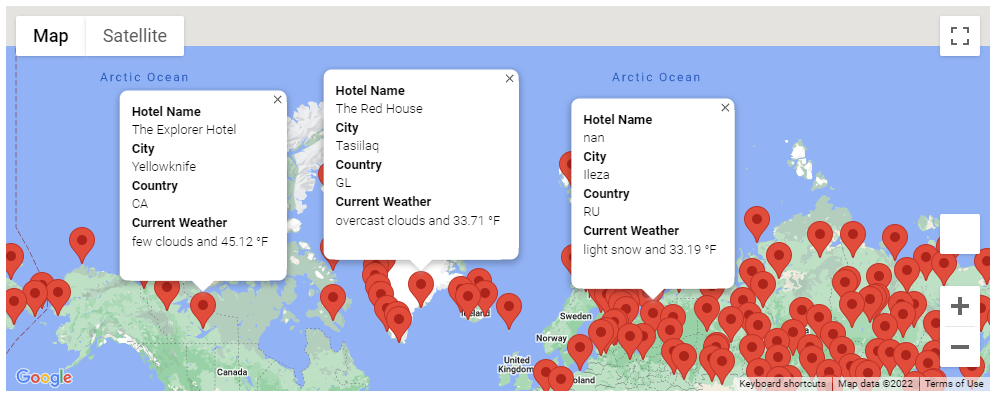 Map
Satellite
Arctic Ocean
Arctic Ocean
Hotel Name
The Explorer Hotel
City
Yellowknife
Country
CA
Current Weather
few clouds and 45.12 °F
Hotel Name
The Red House
City
Tasiilaq
Country
GL
Current Weather
overcast clouds and 33.71 °F
Hotel Name
nan
City
Ileza
Country
RU
Current Weather
light snow and 33.19 °F
Sweden
Norway
United
Kingdom
Canada
Google
Keyboard shortcuts
Map data ©2022
Terms of Use